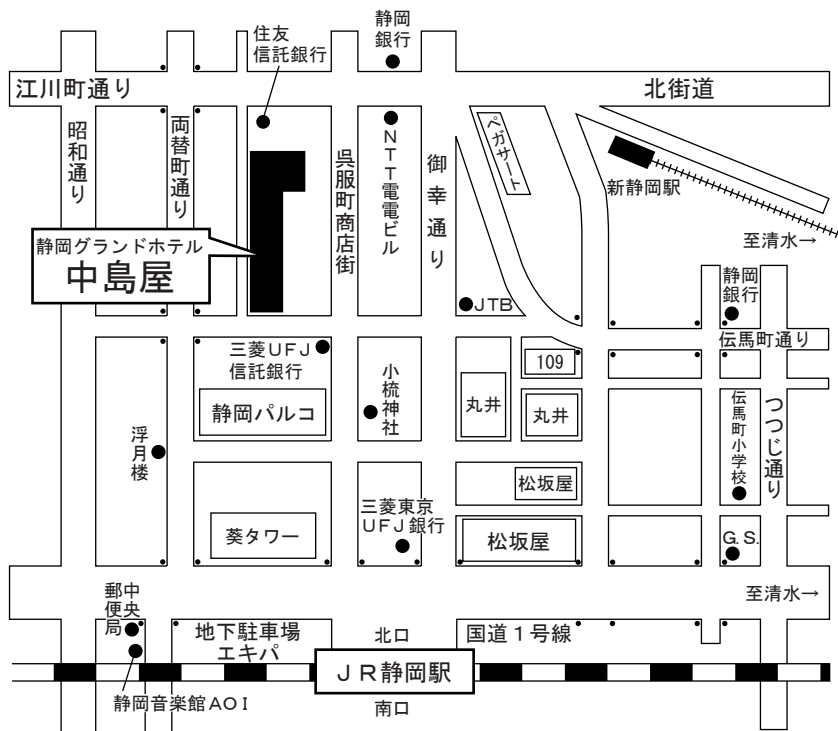 住友
信託銀行
静岡
銀行
江川町通り
北街道
昭和通り
両替町通り
呉服町商店街
NTT電電ビル
御幸通り
ペガサート
新静岡駅
至清水→
静岡グランドホテル
中島屋
JTB
静岡
銀行
伝馬町通り
三菱UFJ
信託銀行
静岡パルコ
小梳神社
109
丸井
丸井
浮月楼
伝馬町小学校
つつじ通り
松坂屋
葵タワー
三菱東京
UFJ銀行
松坂屋
G.S.
中央
郵便局
地下駐車場
エキパ
北口
国道1号線
至清水→
JR静岡駅
静岡音楽館AOI
南口